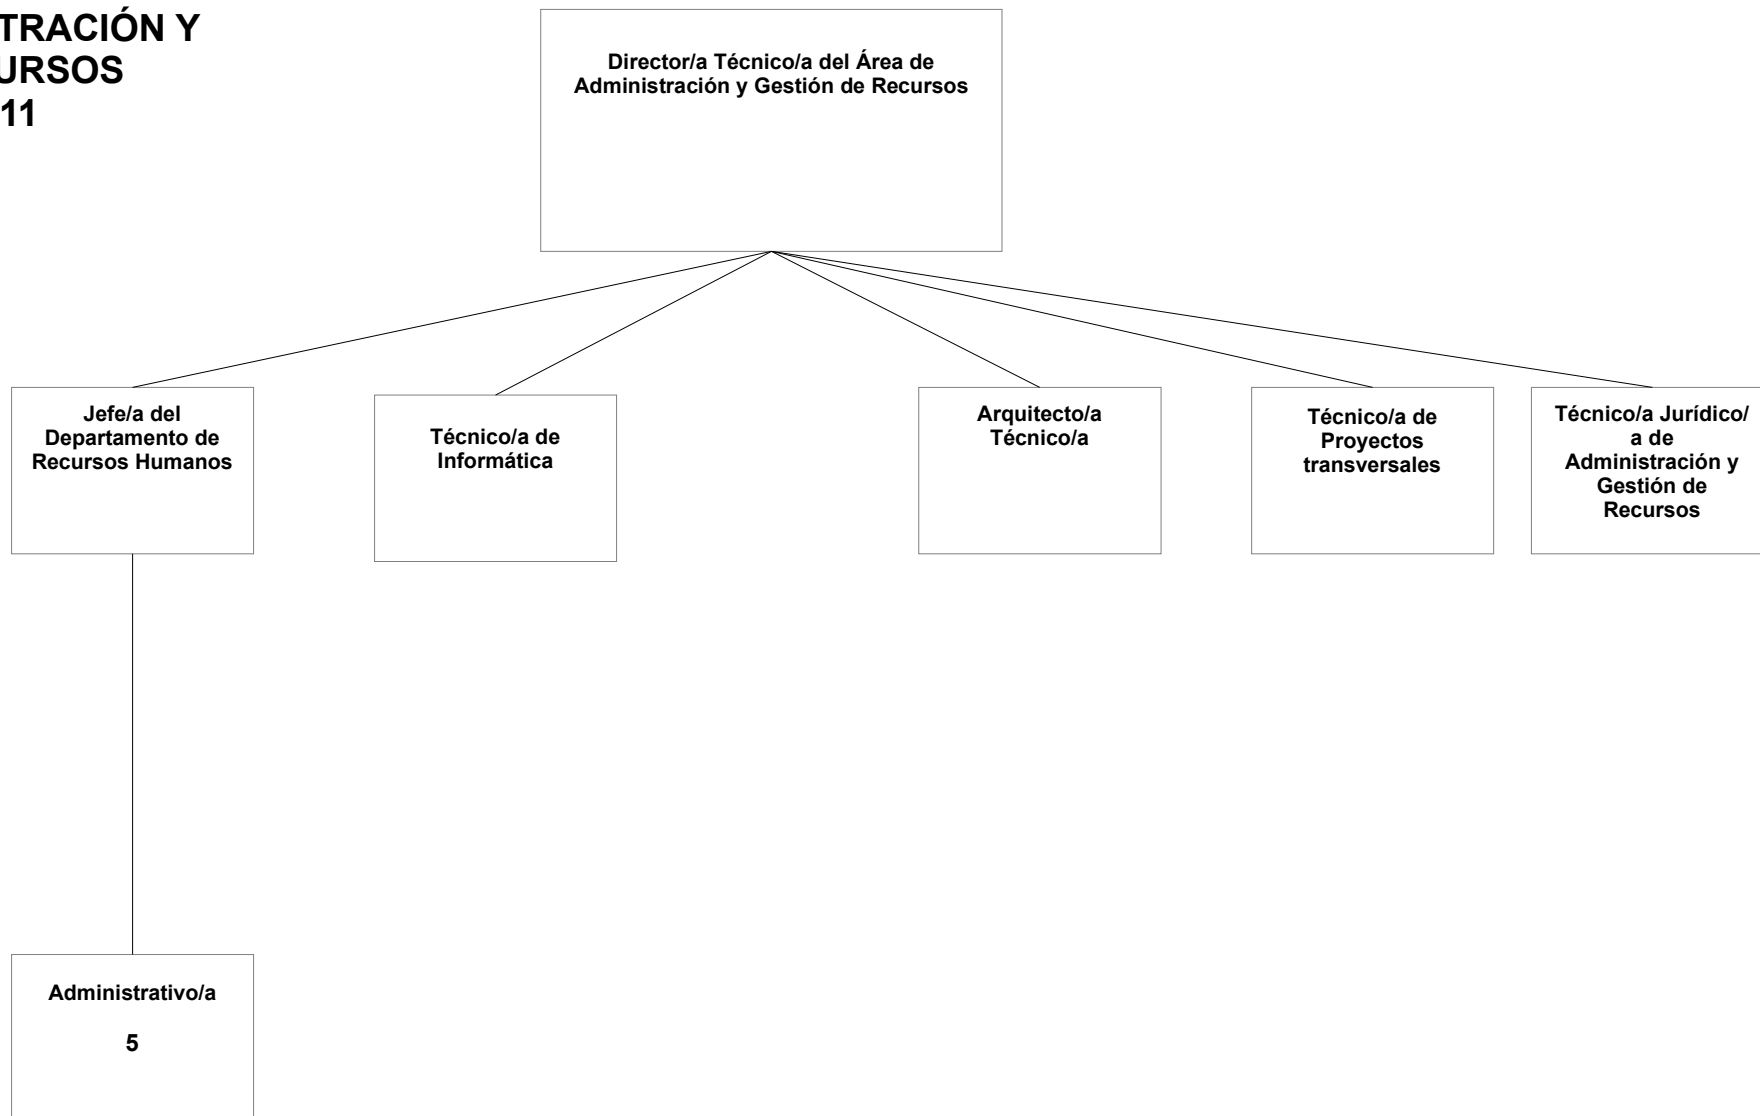 TRACIÓN Y
URSOS
11
Director/a Técnico/a del Área de
Administración y Gestión de Recursos
Jefe/a del
Departamento de
Recursos Humanos
Técnico/a de
Informática
Arquitecto/a
Técnico/a
Técnico/a de
Proyectos
transversales
Técnico/a Jurídico/
a de
Administración y
Gestión de
Recursos
Administrativo/a
5